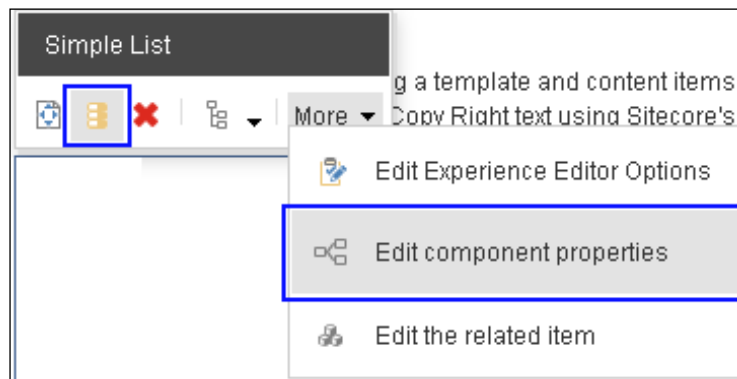 Simple List
g a template and content items
More Copy Right text using Sitecore's
Edit Experience Editor Options
Edit component properties
Edit the related item